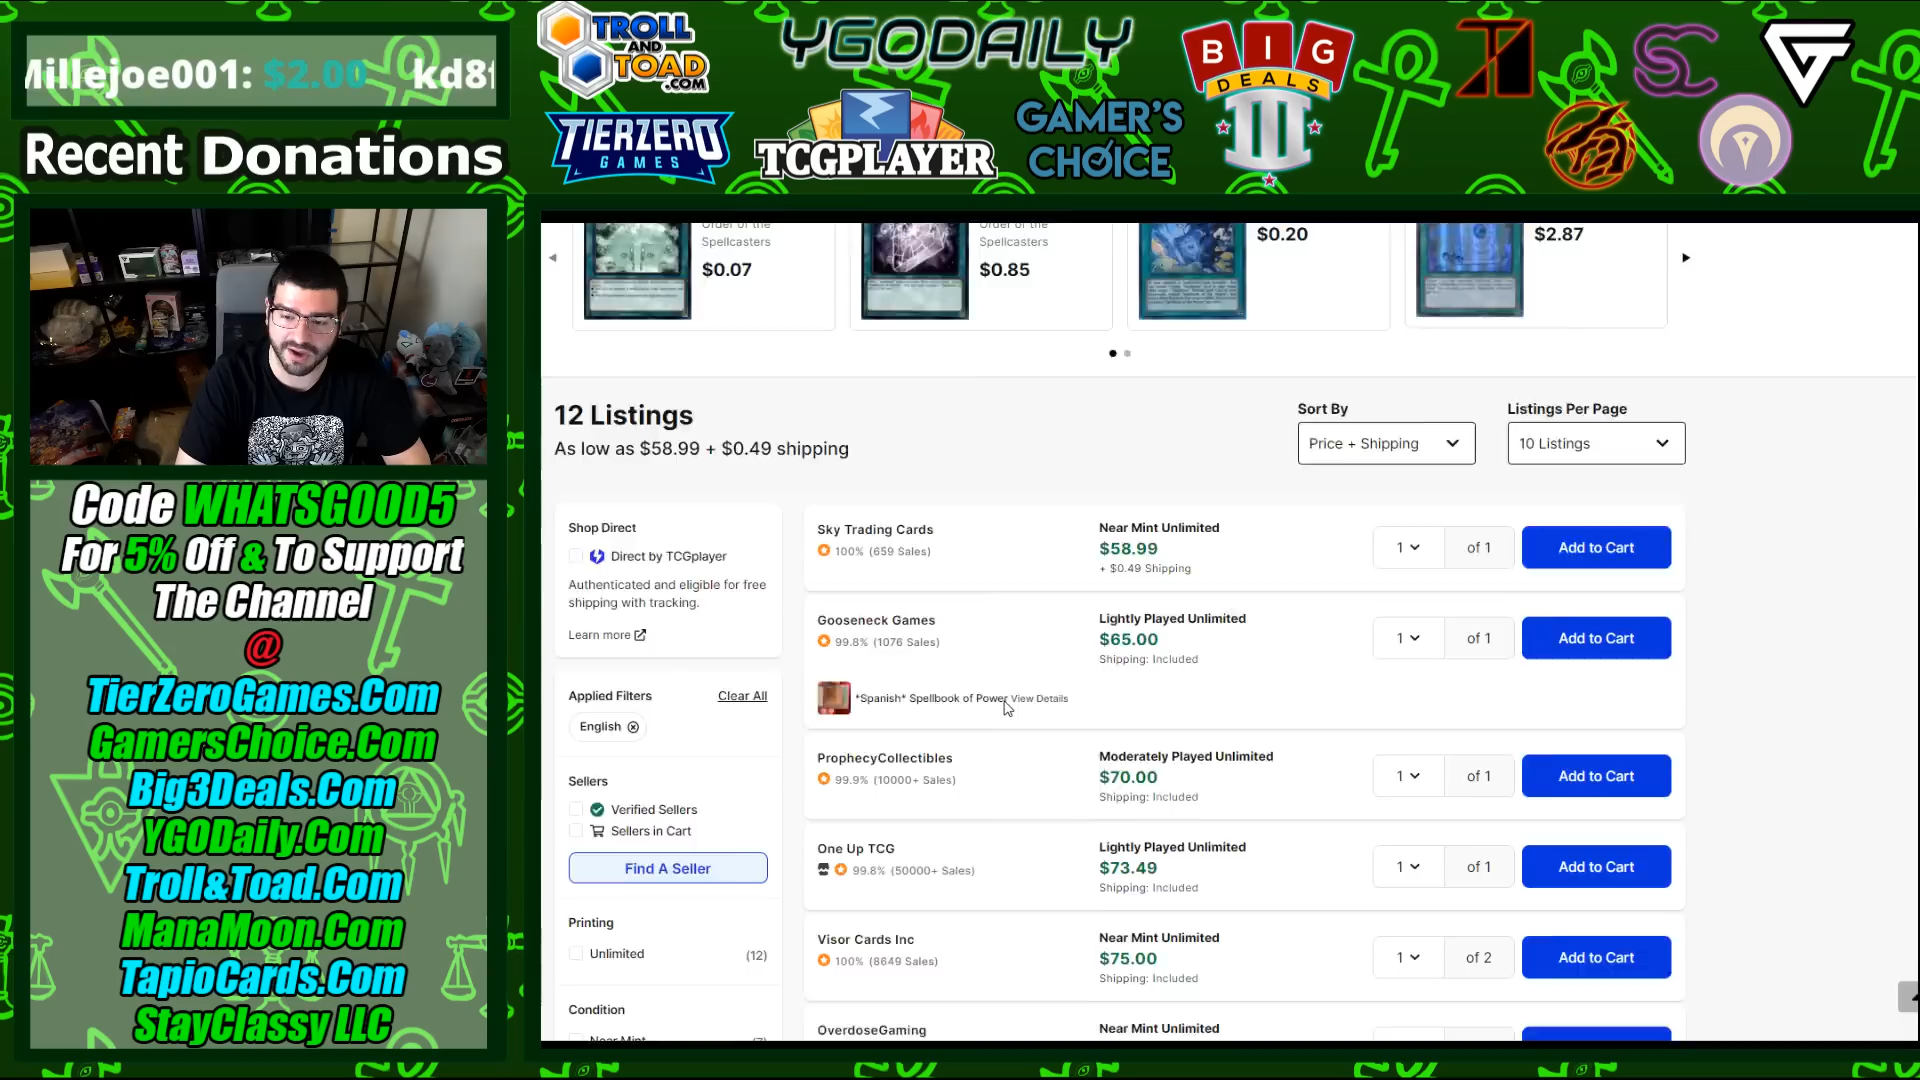 Millejoe001: $2.00 kd8f
Recent Donations
TROLL
AND
TOAD
.COM
YGODAILY
BIG
DEALS
III
TIERZERO
GAMES
TCGPLAYER
GAMER'S
CHOICE
Code WHATSGOOD5
For 5% Off & To Support
The Channel
@
TierZeroGames.Com
GamersChoice.Com
Big3Deals.Com
YGODaily.Com
Troll&Toad.Com
ManaMoon.Com
TapioCards.Com
StayClassy LLC
Order of the
Spellcasters
$0.07
Order of the
Spellcasters
$0.85
$0.20
$2.87
12 Listings
As low as $58.99 + $0.49 shipping
Sort By
Price + Shipping
Listings Per Page
10 Listings
Shop Direct
Direct by TCGplayer
Authenticated and eligible for free
shipping with tracking.
Learn more
Applied Filters
Clear All
English
Sellers
Verified Sellers
Sellers in Cart
Find A Seller
Printing
Unlimited (12)
Condition
Near Mint
Sky Trading Cards
100% (659 Sales)
Near Mint Unlimited
$58.99
+ $0.49 Shipping
1 of 1
Add to Cart
Gooseneck Games
99.8% (1076 Sales)
Lightly Played Unlimited
$65.00
Shipping: Included
1 of 1
Add to Cart
*Spanish* Spellbook of Power View Details
ProphecyCollectibles
99.9% (10000+ Sales)
Moderately Played Unlimited
$70.00
Shipping: Included
1 of 1
Add to Cart
One Up TCG
99.8% (50000+ Sales)
Lightly Played Unlimited
$73.49
Shipping: Included
1 of 1
Add to Cart
Visor Cards Inc
100% (8649 Sales)
Near Mint Unlimited
$75.00
Shipping: Included
1 of 2
Add to Cart
OverdoseGaming
Near Mint Unlimited